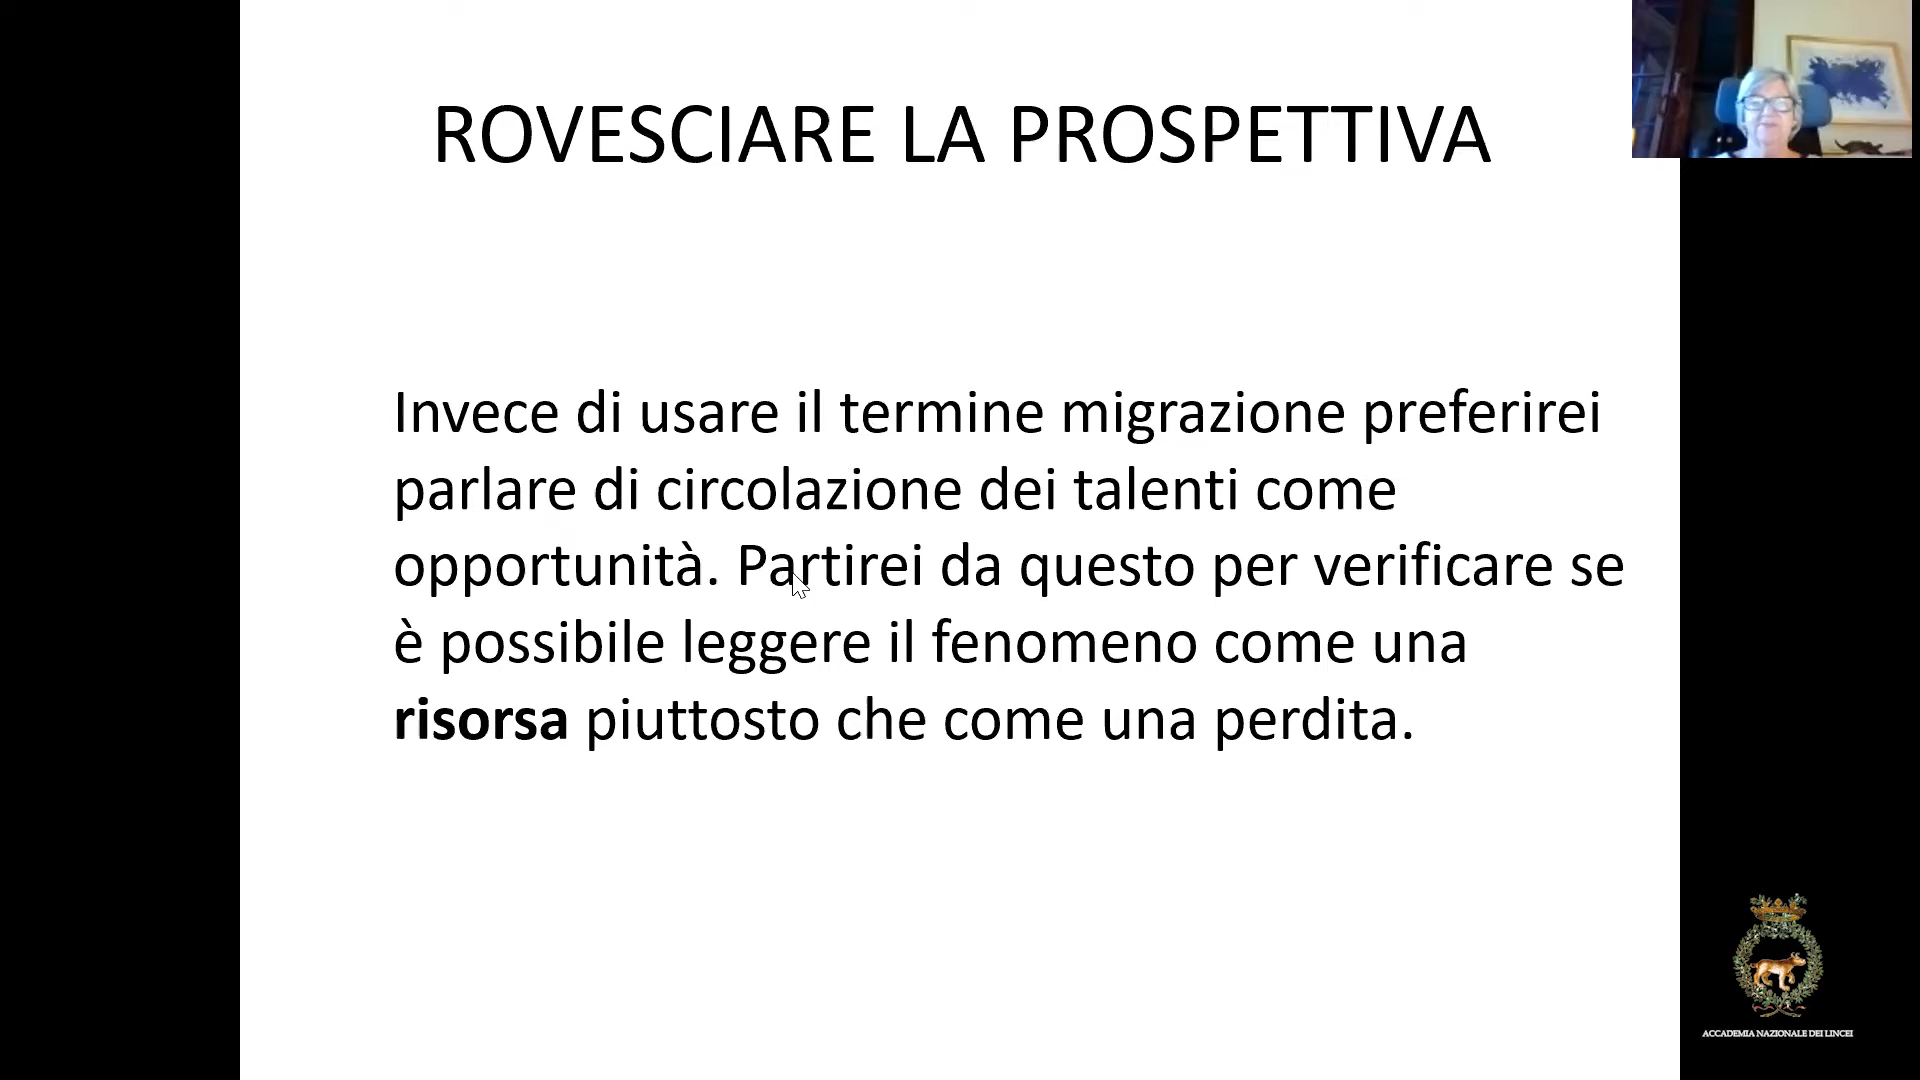 ROVESCIARE LA PROSPETTIVA
Invece di usare il termine migrazione preferirei
parlare di circolazione dei talenti come
opportunità. Partirei da questo per verificare se
è possibile leggere il fenomeno come una
risorsa piuttosto che come una perdita.
ACCADEMIA NAZIONALE DEI LINCEI